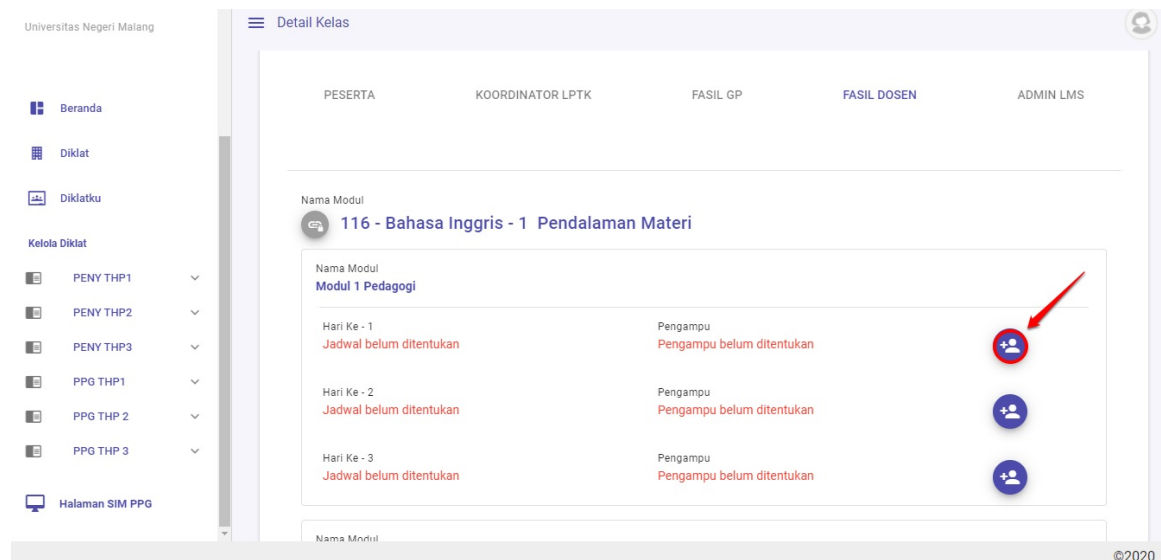 Universitas Negeri Malang
Detail Kelas
Beranda
Diklat
Diklatku
Kelola Diklat
PENY THP1
PENY THP2
PENY THP3
PPG THP1
PPG THP 2
PPG THP 3
Halaman SIM PPG
PESERTA KOORDINATOR LPTK FASIL GP FASIL DOSEN ADMIN LMS
Nama Modul
116 - Bahasa Inggris - 1 Pendalaman Materi
Nama Modul
Modul 1 Pedagogi
Hari Ke - 1 Pengampu
Jadwal belum ditentukan Pengampu belum ditentukan
Hari Ke - 2 Pengampu
Jadwal belum ditentukan Pengampu belum ditentukan
Hari Ke - 3 Pengampu
Jadwal belum ditentukan Pengampu belum ditentukan
Nama Modul
©2020